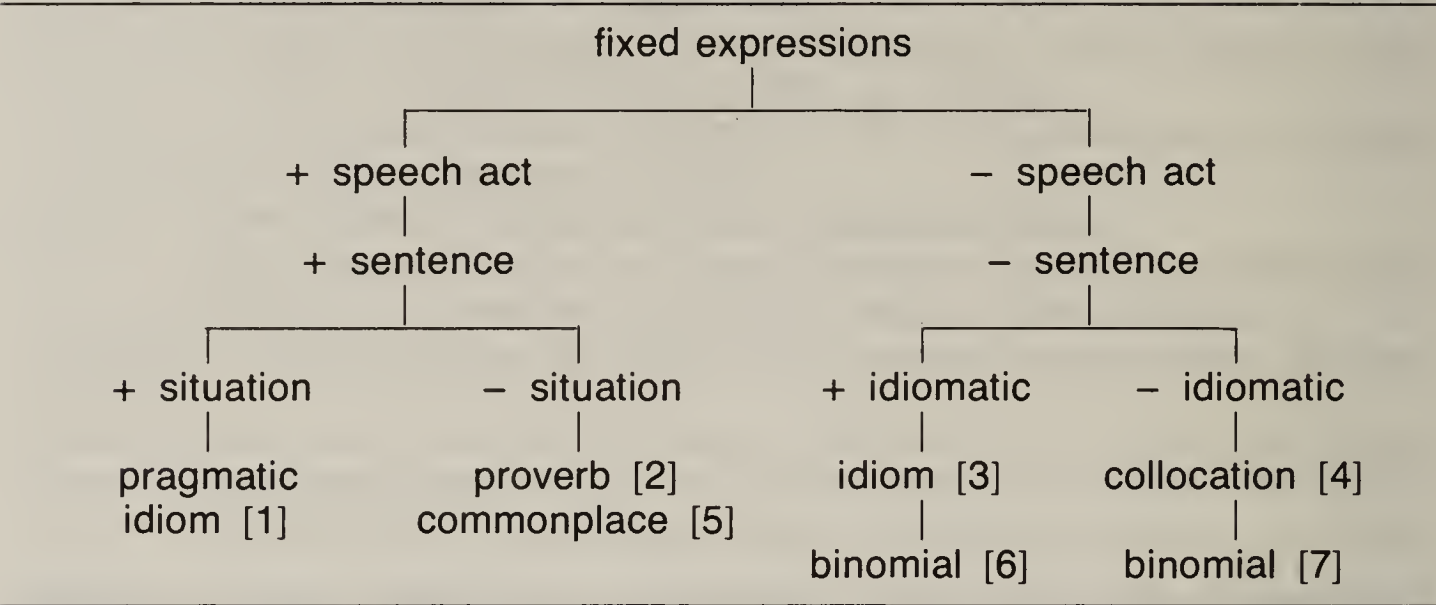 fixed expressions
+ speech act − speech act
+ sentence − sentence
+ situation − situation + idiomatic − idiomatic
pragmatic proverb [2] idiom [3] collocation [4]
idiom [1] commonplace [5]
binomial [6] binomial [7]